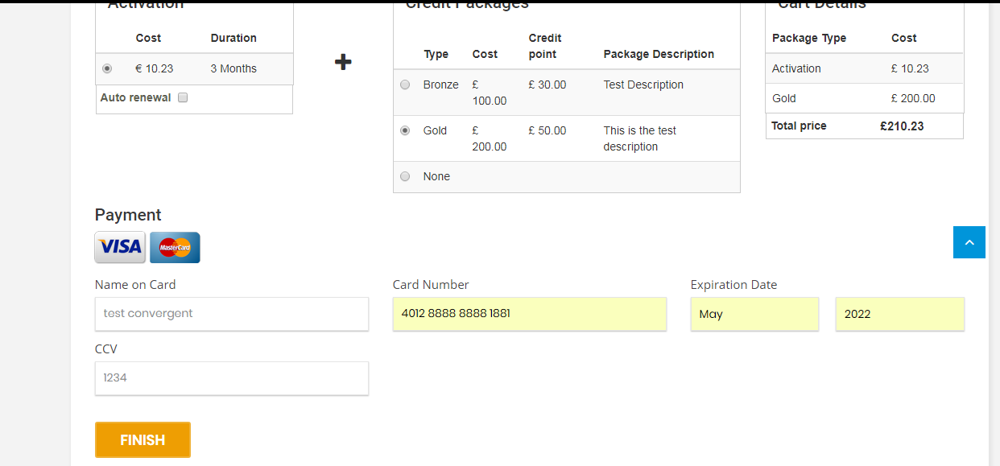 Activation
Cost Duration
€ 10.23 3 Months
Auto renewal
Credit Packages
Type Cost Credit point Package Description
Bronze £ 100.00 £ 30.00 Test Description
Gold £ 200.00 £ 50.00 This is the test description
None
Cart Details
Package Type Cost
Activation £ 10.23
Gold £ 200.00
Total price £210.23
Payment
VISA MasterCard
Name on Card Card Number Expiration Date
test convergent 4012 8888 8888 1881 May 2022
CCV
1234
FINISH